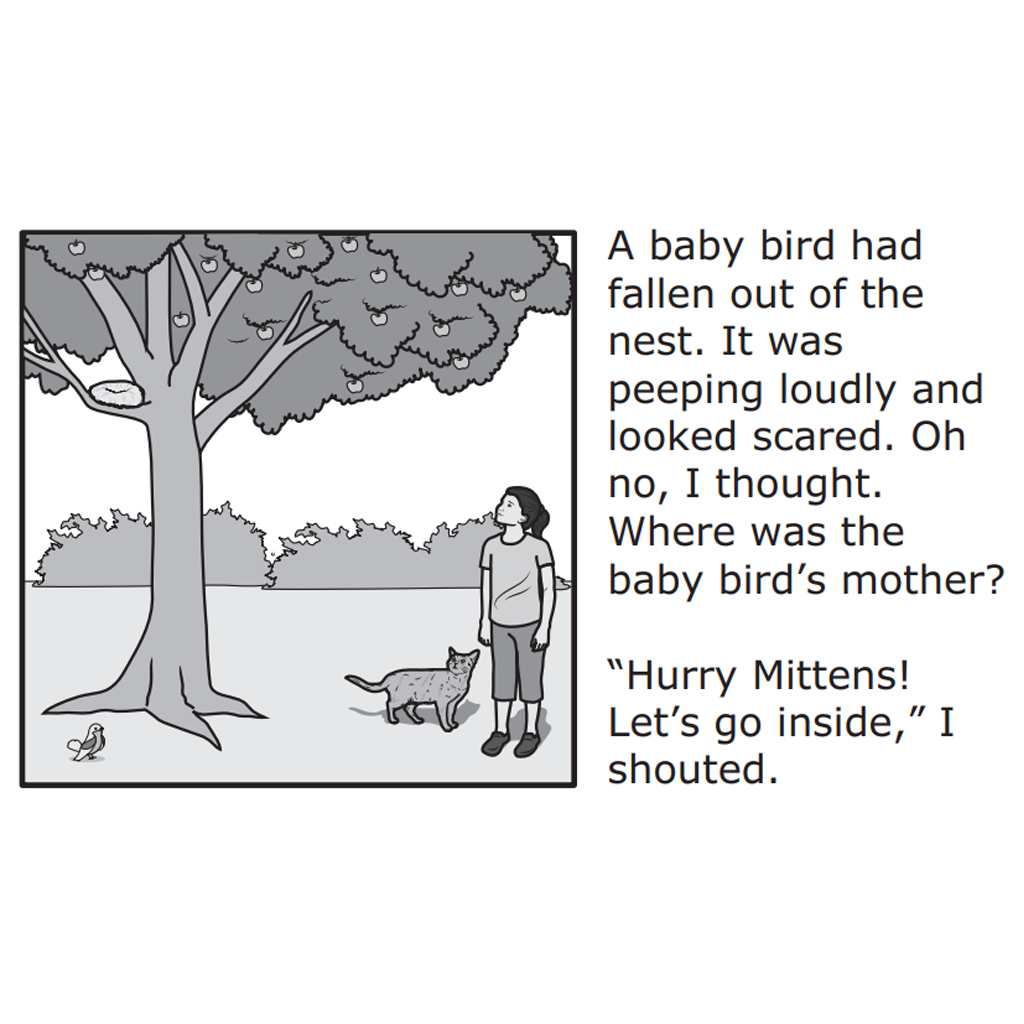 A baby bird had
fallen out of the
nest. It was
peeping loudly and
looked scared. Oh
no, I thought.
Where was the
baby bird’s mother?
“Hurry Mittens!
Let’s go inside,” I
shouted.